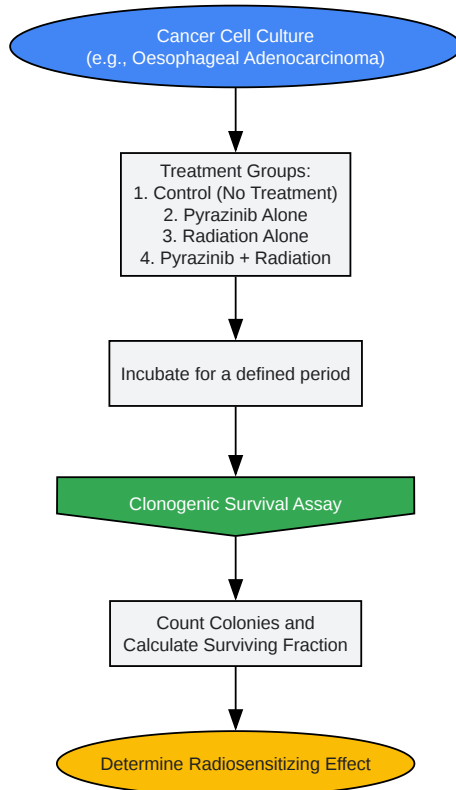 Cancer Cell Culture
(e.g., Oesophageal Adenocarcinoma)
Treatment Groups:
1. Control (No Treatment)
2. Pyrazinib Alone
3. Radiation Alone
4. Pyrazinib + Radiation
Incubate for a defined period
Clonogenic Survival Assay
Count Colonies and
Calculate Surviving Fraction
Determine Radiosensitizing Effect